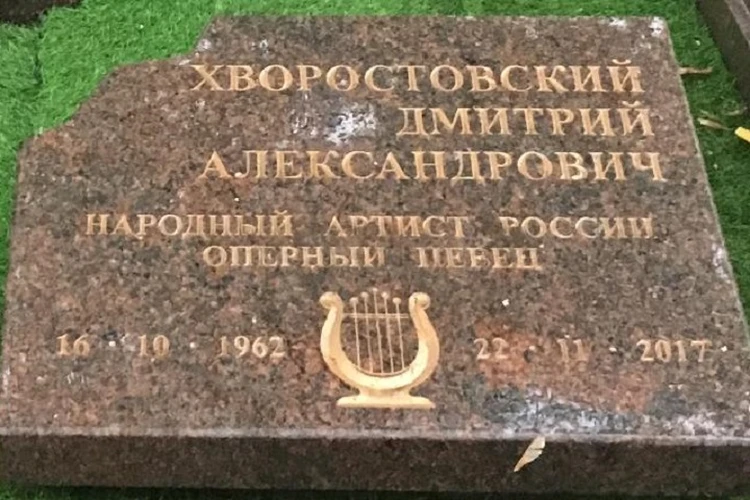 ХВОРОСТОВСКИЙ
ДМИТРИЙ
АЛЕКСАНДРОВИЧ
НАРОДНЫЙ АРТИСТ РОССИИ
ОПЕРНЫЙ ПЕВЕЦ
16 · 10 · 1962 22 · 11 · 2017